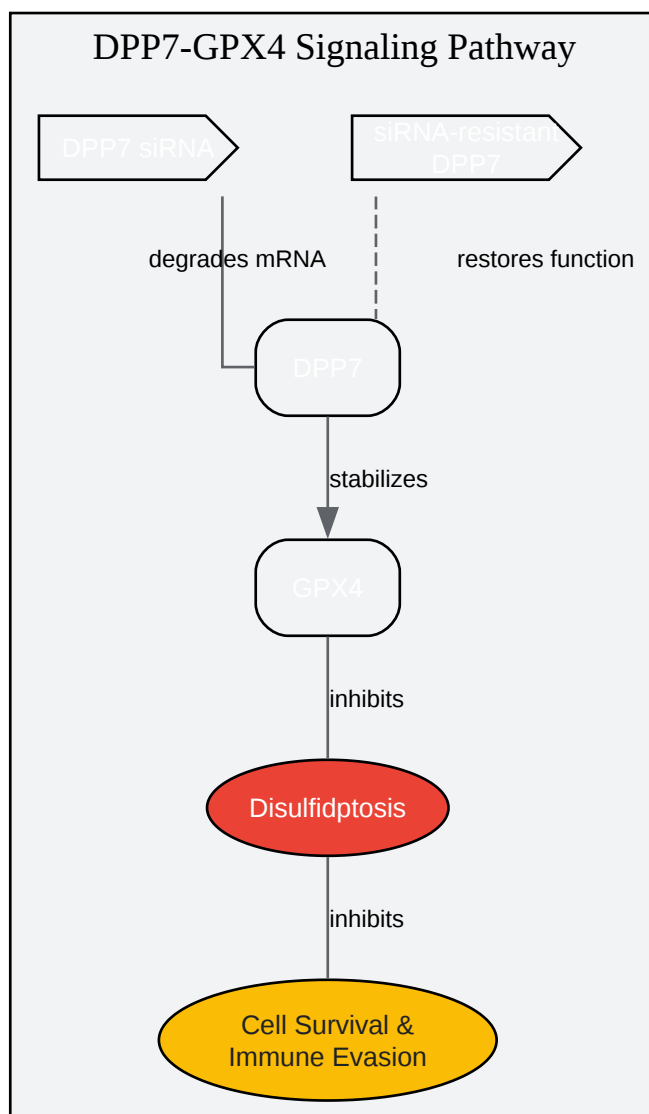 DPP7-GPX4 Signaling Pathway
DPP7 siRNA
siRNA-resistant
DPP7
degrades mRNA
restores function
DPP7
stabilizes
GPX4
inhibits
Disulfidptosis
inhibits
Cell Survival &
Immune Evasion